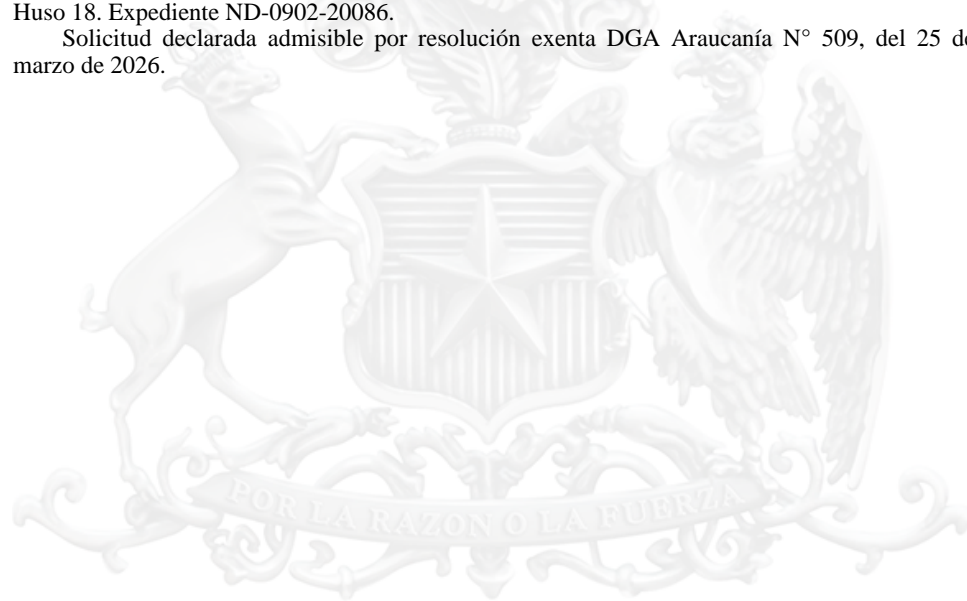 Huso 18. Expediente ND-0902-20086.
Solicitud declarada admisible por resolución exenta DGA Araucanía N° 509, del 25 de
marzo de 2026.
POR LA RAZON O LA FUERZA